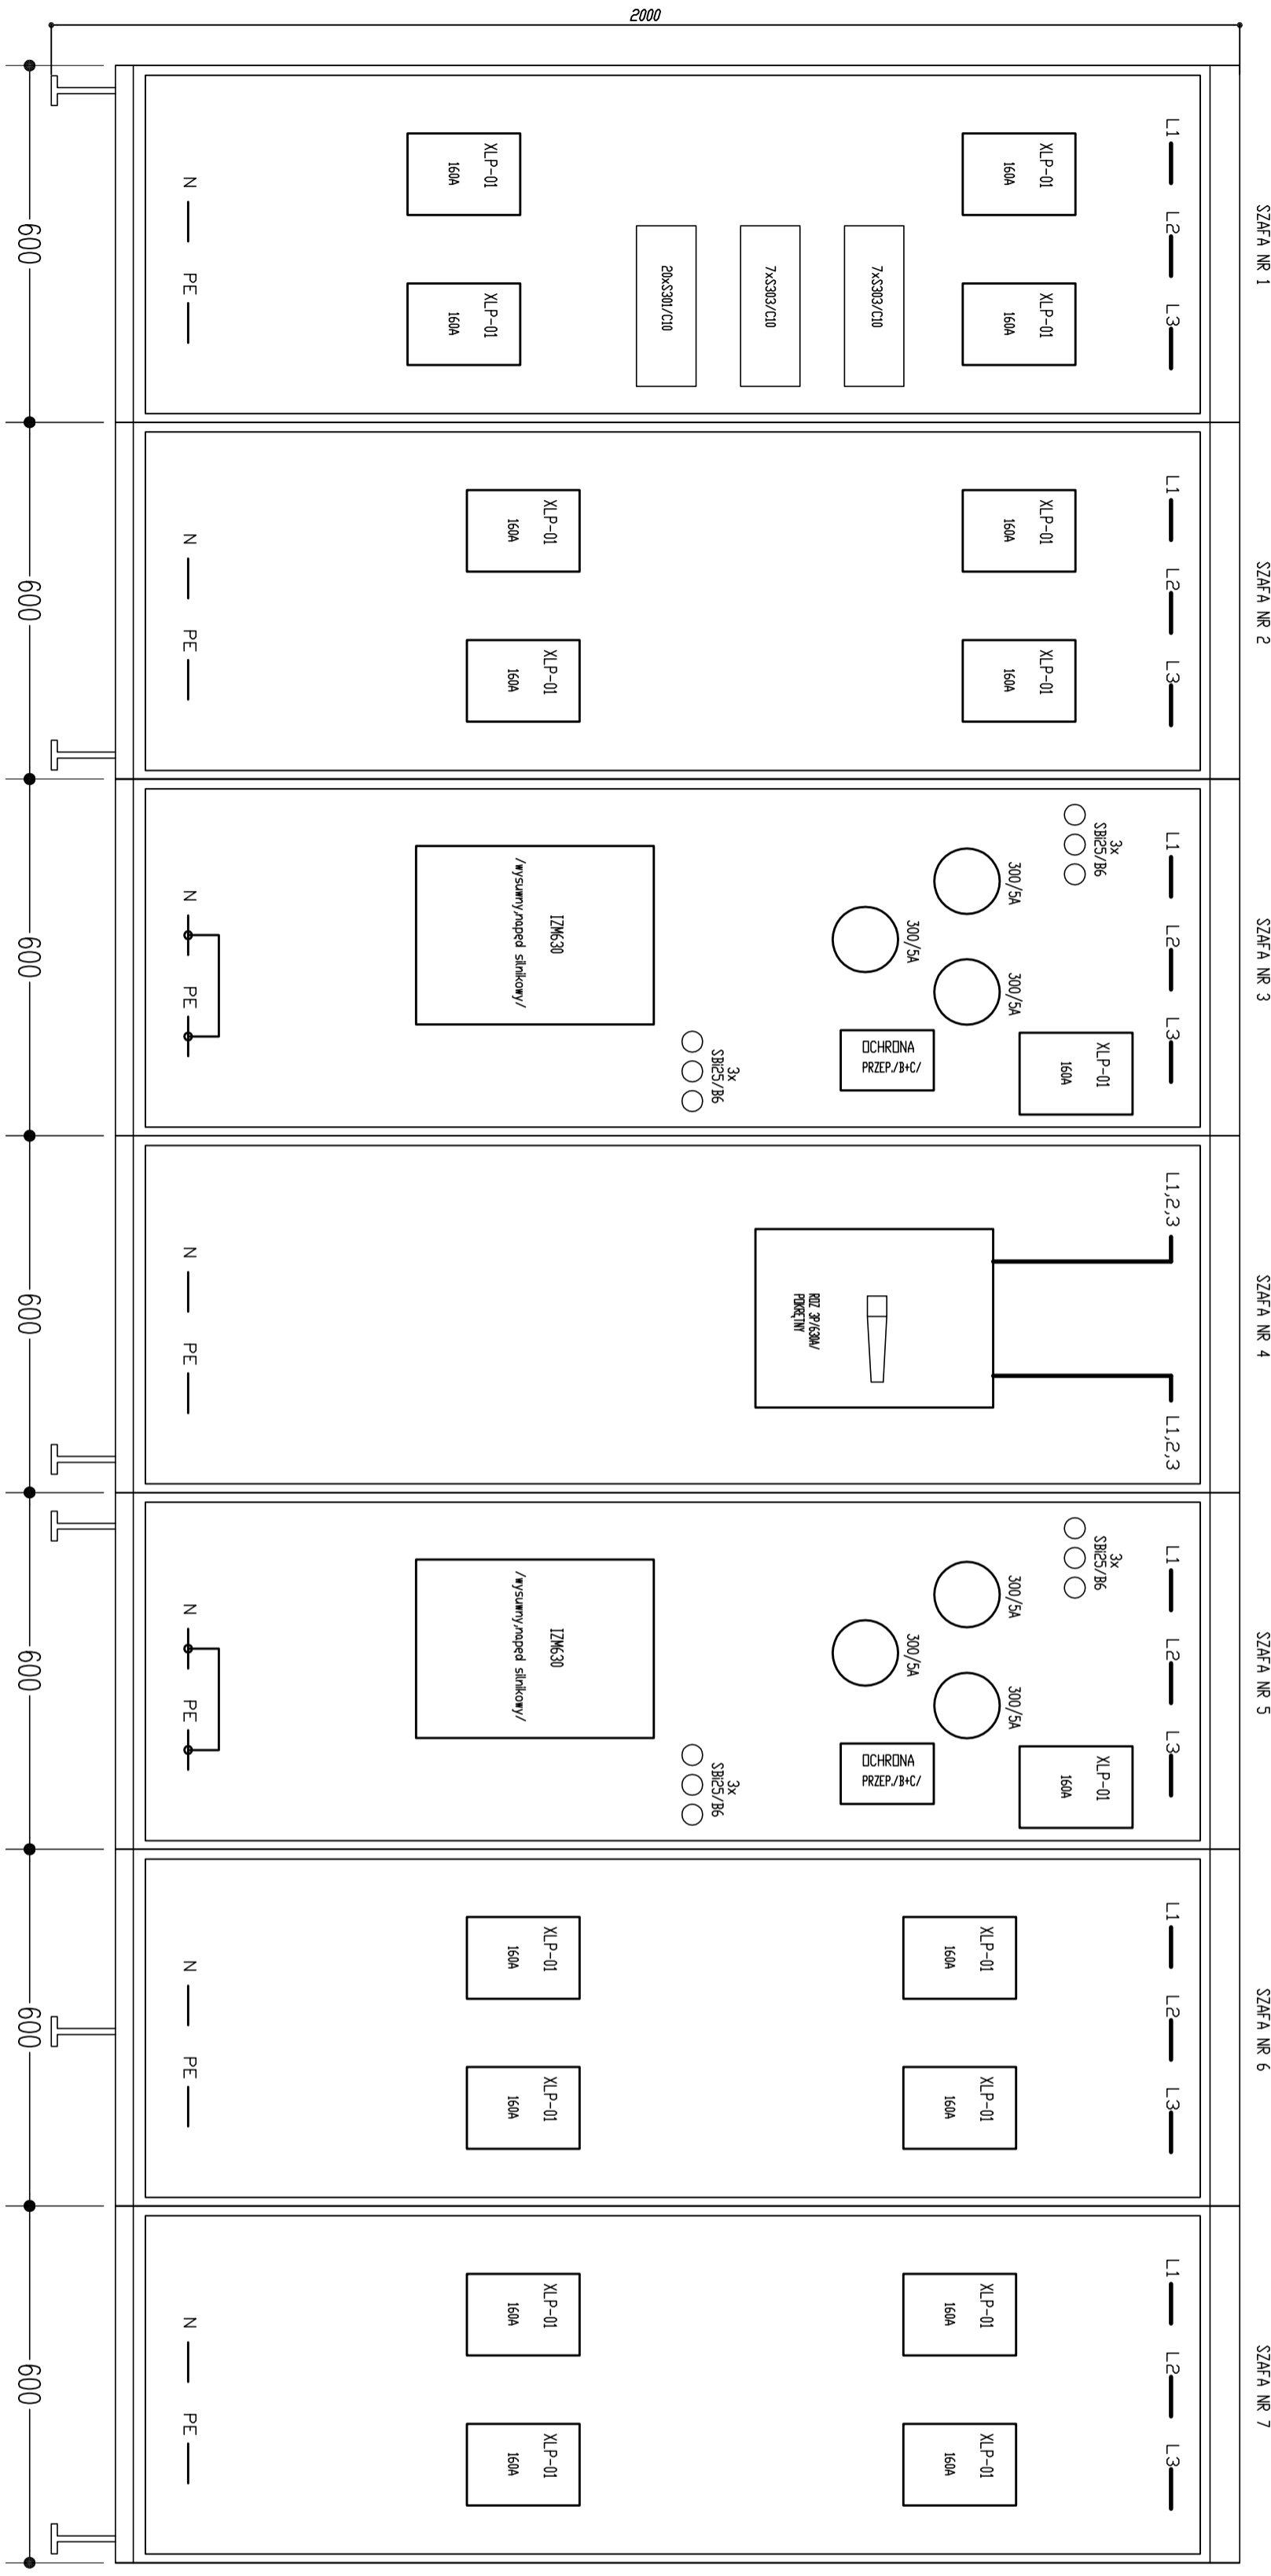 2000
SZAFA NR 1
L1 L2 L3
XLP-01
160A
XLP-01
160A
7xS303/C10
7xS303/C10
20xS301/C10
XLP-01
160A
XLP-01
160A
N PE
600
SZAFA NR 2
L1 L2 L3
XLP-01
160A
XLP-01
160A
XLP-01
160A
XLP-01
160A
N PE
600
SZAFA NR 3
L1 L2 L3
3x
SBi25/B6
XLP-01
160A
300/5A
300/5A
300/5A
OCHRONA
PRZEP./B+C/
3x
SBi25/B6
IZM630
/wysuwny,napęd silnikowy/
N PE
600
SZAFA NR 4
L1,2,3 L1,2,3
ROZ 3P/630A/
POKRĘTNY
N PE
600
SZAFA NR 5
L1 L2 L3
3x
SBi25/B6
XLP-01
160A
300/5A
300/5A
300/5A
OCHRONA
PRZEP./B+C/
3x
SBi25/B6
IZM630
/wysuwny,napęd silnikowy/
N PE
600
SZAFA NR 6
L1 L2 L3
XLP-01
160A
XLP-01
160A
XLP-01
160A
XLP-01
160A
N PE
600
SZAFA NR 7
L1 L2 L3
XLP-01
160A
XLP-01
160A
XLP-01
160A
XLP-01
160A
N PE
600